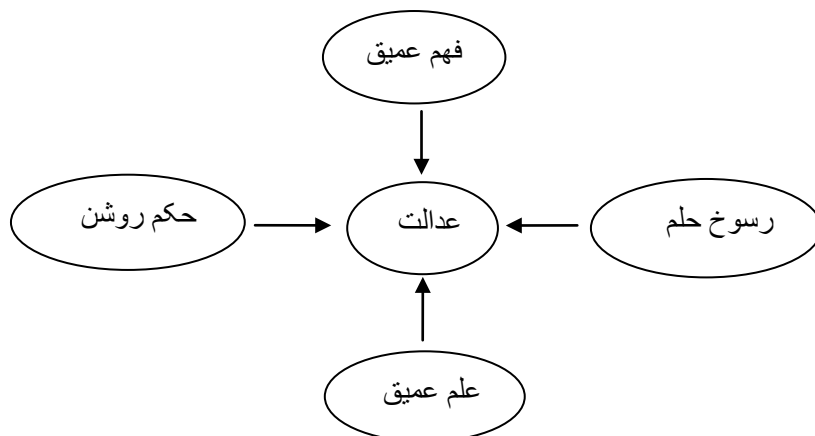 فهم عمیق
رسوخ حلم
عدالت
حکم روشن
علم عمیق